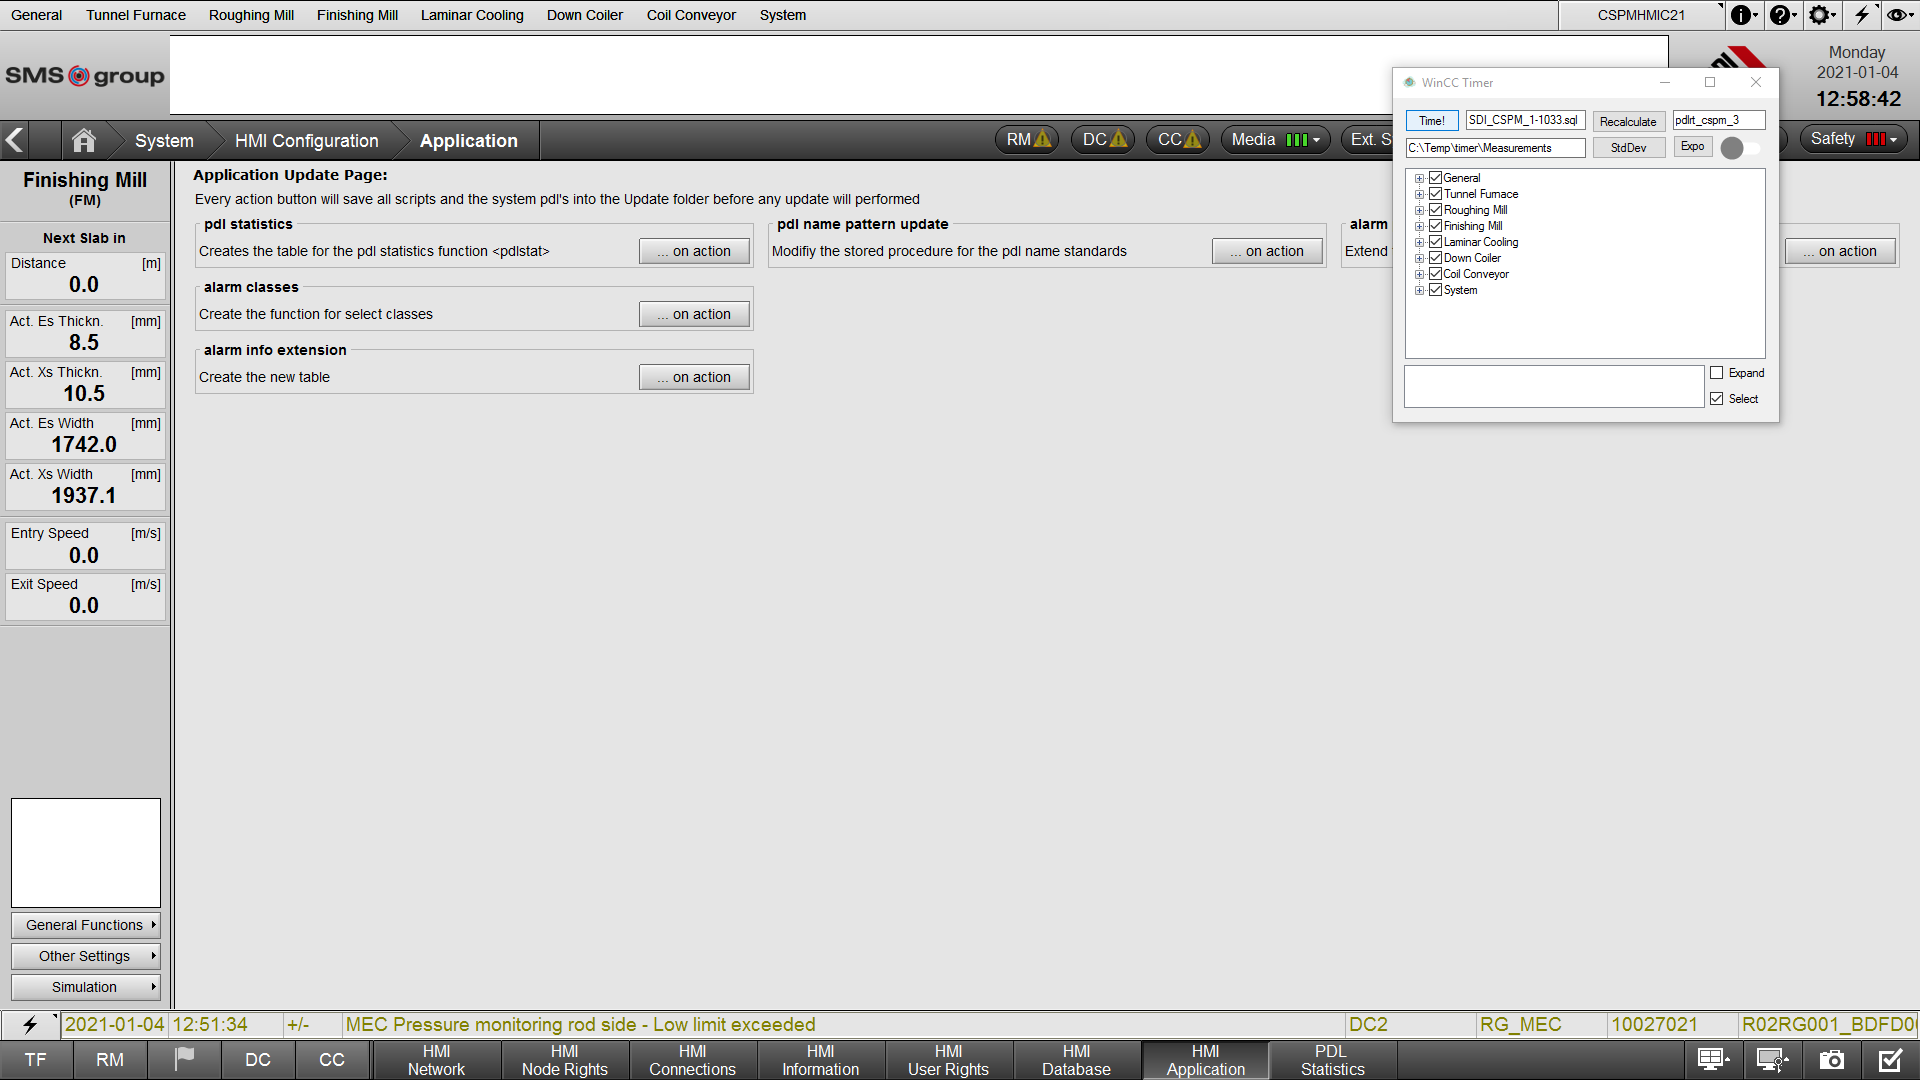 General Tunnel Furnace Roughing Mill Finishing Mill Laminar Cooling Down Coiler Coil Conveyor System CSPMHMIC21
SMS group
Monday
2021-01-04
12:58:42
System HMI Configuration Application RM DC CC Media Ext. S Safety
WinCC Timer
Time! SDI_CSPM_1-1033.sql Recalculate pdlrt_cspm_3
C:\Temp\timer\Measurements StdDev Expo
General
Tunnel Furnace
Roughing Mill
Finishing Mill
Laminar Cooling
Down Coiler
Coil Conveyor
System
Expand
Select
Finishing Mill
(FM)
Next Slab in
Distance [m]
0.0
Act. Es Thickn. [mm]
8.5
Act. Xs Thickn. [mm]
10.5
Act. Es Width [mm]
1742.0
Act. Xs Width [mm]
1937.1
Entry Speed [m/s]
0.0
Exit Speed [m/s]
0.0
General Functions
Other Settings
Simulation
Application Update Page:
Every action button will save all scripts and the system pdl's into the Update folder before any update will performed
pdl statistics
Creates the table for the pdl statistics function <pdlstat> ... on action
pdl name pattern update
Modifiy the stored procedure for the pdl name standards ... on action
alarm
Extend ... on action
alarm classes
Create the function for select classes ... on action
alarm info extension
Create the new table ... on action
2021-01-04 12:51:34 +/- MEC Pressure monitoring rod side - Low limit exceeded DC2 RG_MEC 10027021 R02RG001_BDFD0
TF RM DC CC
HMI Network
HMI Node Rights
HMI Connections
HMI Information
HMI User Rights
HMI Database
HMI Application
PDL Statistics